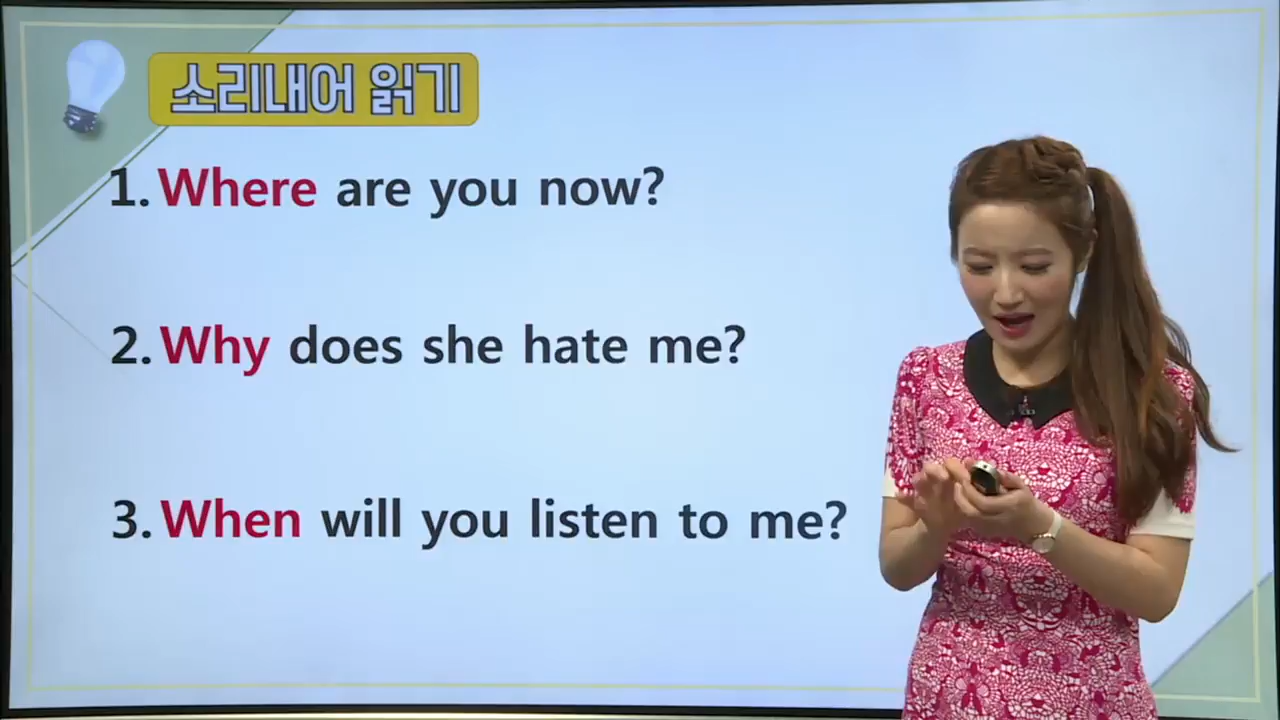 소리내어 읽기
1. Where are you now?
2. Why does she hate me?
3. When will you listen to me?